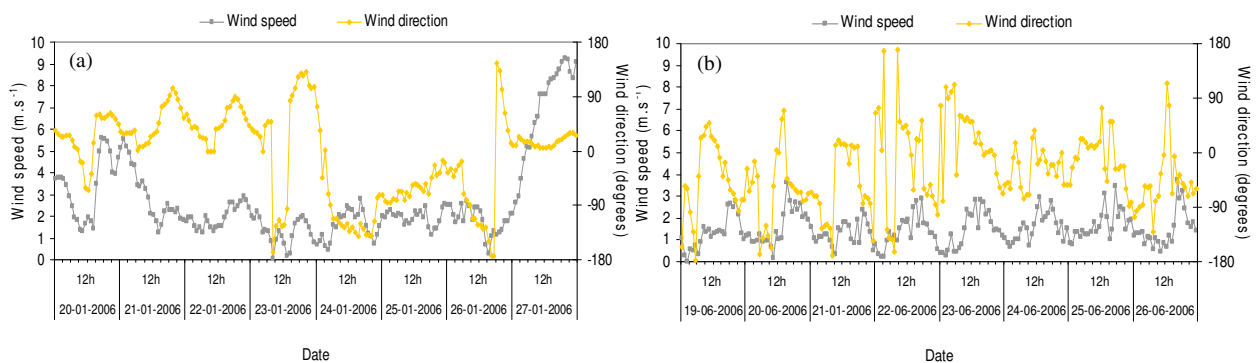 Wind speed Wind direction
(a)
Wind speed (m.s⁻¹)
10
9
8
7
6
5
4
3
2
1
0
180
90
0
-90
-180
Wind direction (degrees)
12h 12h 12h 12h 12h 12h 12h 12h
20-01-2006 21-01-2006 22-01-2006 23-01-2006 24-01-2006 25-01-2006 26-01-2006 27-01-2006
Date
Wind speed Wind direction
(b)
Wind speed (m.s⁻¹)
10
9
8
7
6
5
4
3
2
1
0
180
90
0
-90
-180
Wind direction (degrees)
12h 12h 12h 12h 12h 12h 12h 12h
19-06-2006 20-06-2006 21-01-2006 22-06-2006 23-06-2006 24-06-2006 25-06-2006 26-06-2006
Date